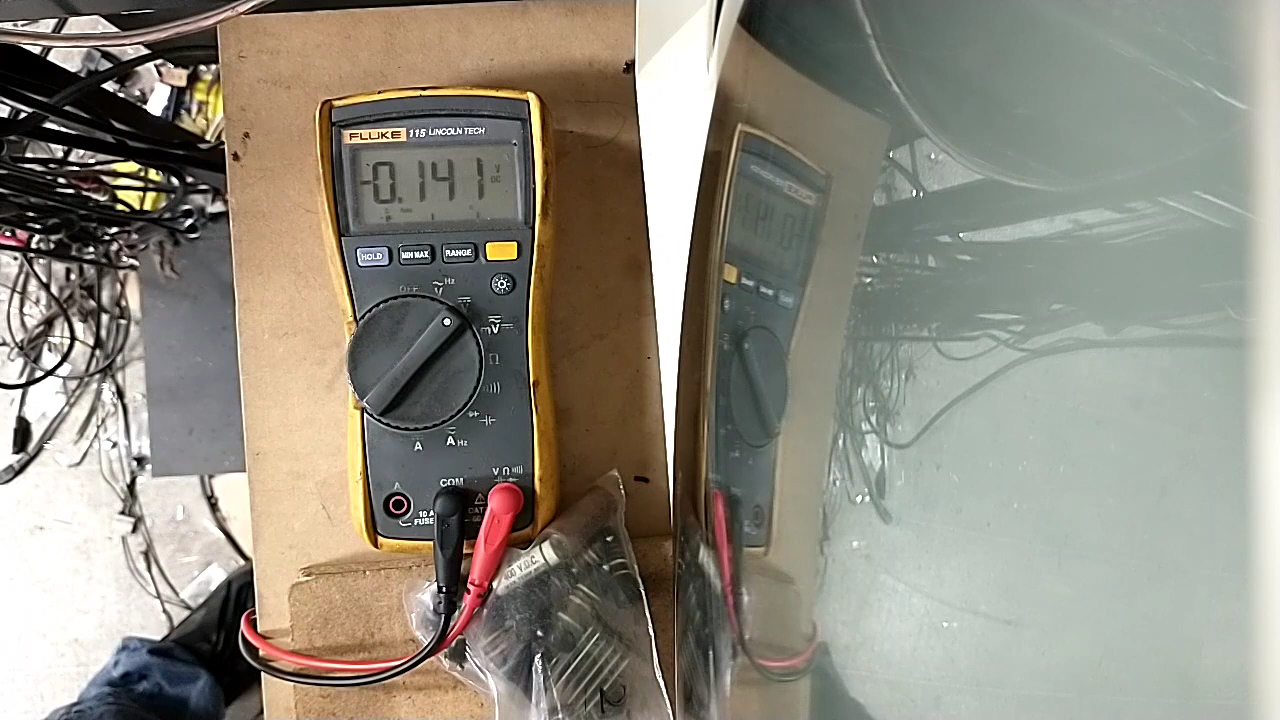 FLUKE 115 LINCOLN TECH
-0.141 V DC
HOLD MIN MAX RANGE
OFF
Hz
V
mV
Ω
A
A Hz
COM
V Ω
A
10 A
FUSE
CAT
400 V.D.C.